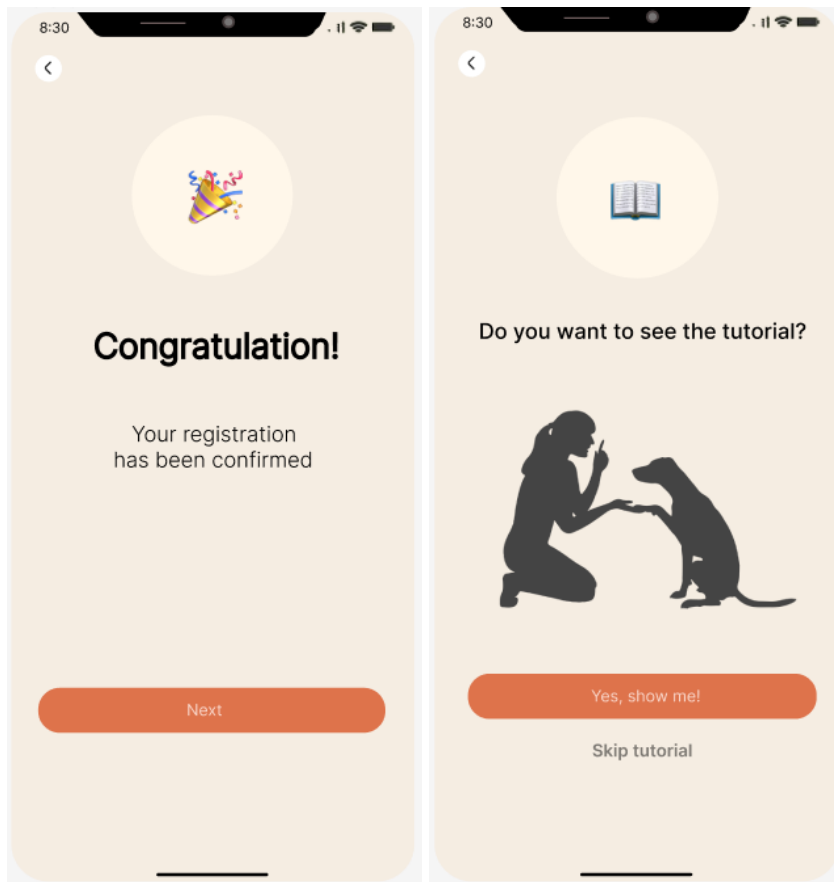 8:30
Congratulation!
Your registration
has been confirmed
Next
8:30
Do you want to see the tutorial?
Yes, show me!
Skip tutorial